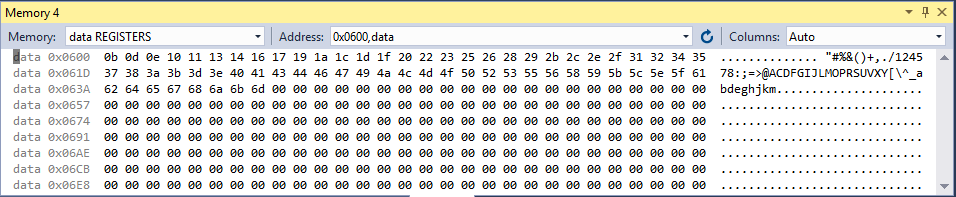 Memory 4
Memory: data REGISTERS Address: 0x0600,data Columns: Auto
data 0x0600 0b 0d 0e 10 11 13 14 16 17 19 1a 1c 1d 1f 20 22 23 25 26 28 29 2b 2c 2e 2f 31 32 34 35 .............. "#%&()+,./1245
data 0x061D 37 38 3a 3b 3d 3e 40 41 43 44 46 47 49 4a 4c 4d 4f 50 52 53 55 56 58 59 5b 5c 5e 5f 61 78:;=>@ACDFGIJLMOPRSUVXY[\^_a
data 0x063A 62 64 65 67 68 6a 6b 6d 00 00 00 00 00 00 00 00 00 00 00 00 00 00 00 00 00 00 00 00 00 bdeghjkm.....................
data 0x0657 00 00 00 00 00 00 00 00 00 00 00 00 00 00 00 00 00 00 00 00 00 00 00 00 00 00 00 00 00 .............................
data 0x0674 00 00 00 00 00 00 00 00 00 00 00 00 00 00 00 00 00 00 00 00 00 00 00 00 00 00 00 00 00 .............................
data 0x0691 00 00 00 00 00 00 00 00 00 00 00 00 00 00 00 00 00 00 00 00 00 00 00 00 00 00 00 00 00 .............................
data 0x06AE 00 00 00 00 00 00 00 00 00 00 00 00 00 00 00 00 00 00 00 00 00 00 00 00 00 00 00 00 00 .............................
data 0x06CB 00 00 00 00 00 00 00 00 00 00 00 00 00 00 00 00 00 00 00 00 00 00 00 00 00 00 00 00 00 .............................
data 0x06E8 00 00 00 00 00 00 00 00 00 00 00 00 00 00 00 00 00 00 00 00 00 00 00 00 00 00 00 00 00 .............................